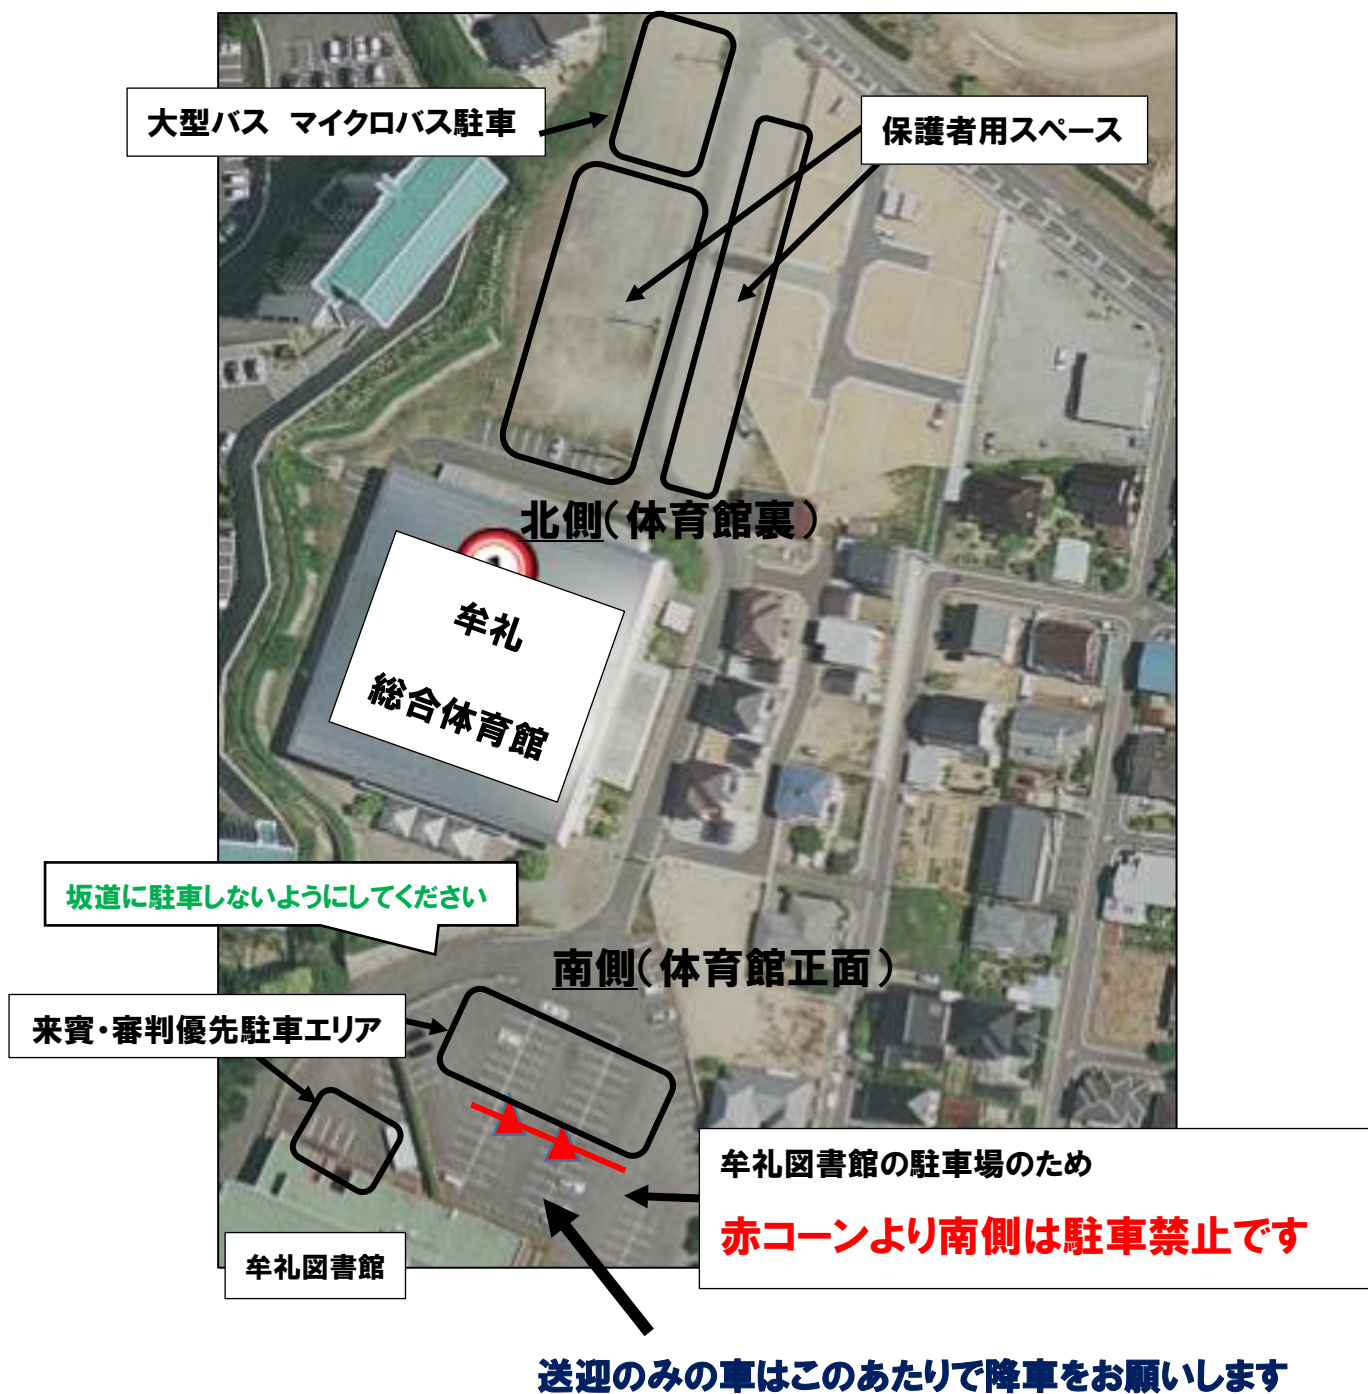 大型バス　マイクロバス駐車
保護者用スペース
北側（体育館裏）
牟礼
総合体育館
坂道に駐車しないようにしてください
南側（体育館正面）
来賓・審判優先駐車エリア
牟礼図書館の駐車場のため
赤コーンより南側は駐車禁止です
牟礼図書館
送迎のみの車はこのあたりで降車をお願いします